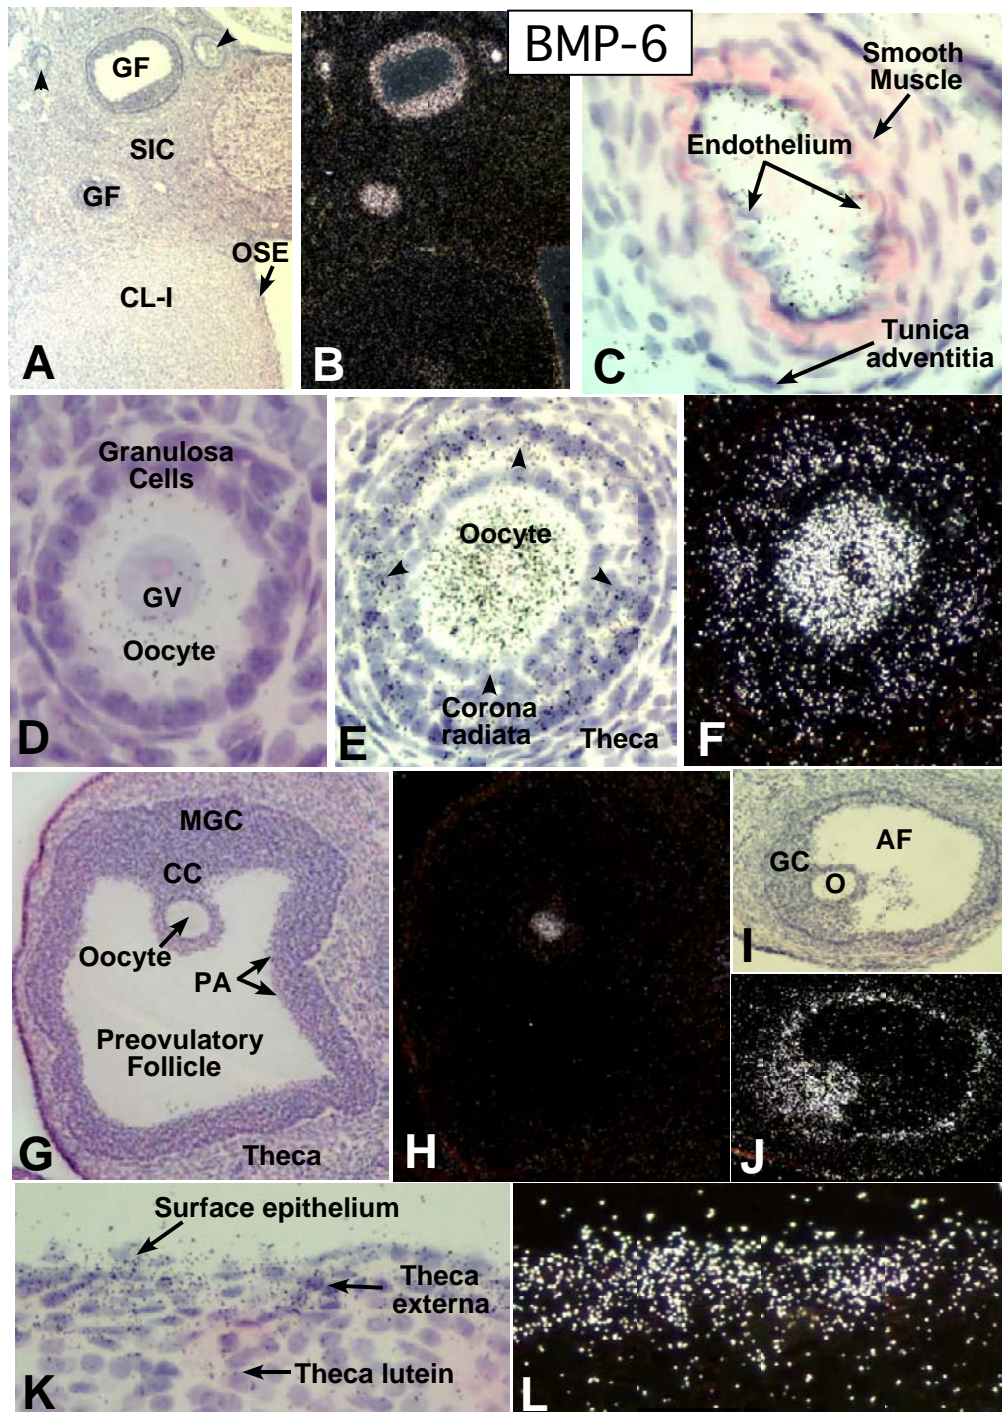 BMP-6
GF
SIC
GF
OSE
CL-I
A
B
Smooth
Muscle
Endothelium
Tunica
adventitia
C
Granulosa
Cells
GV
Oocyte
D
Oocyte
Corona
radiata
Theca
E
F
MGC
CC
Oocyte
PA
Preovulatory
Follicle
Theca
G
H
AF
GC
O
I
J
Surface epithelium
Theca
externa
Theca lutein
K
L